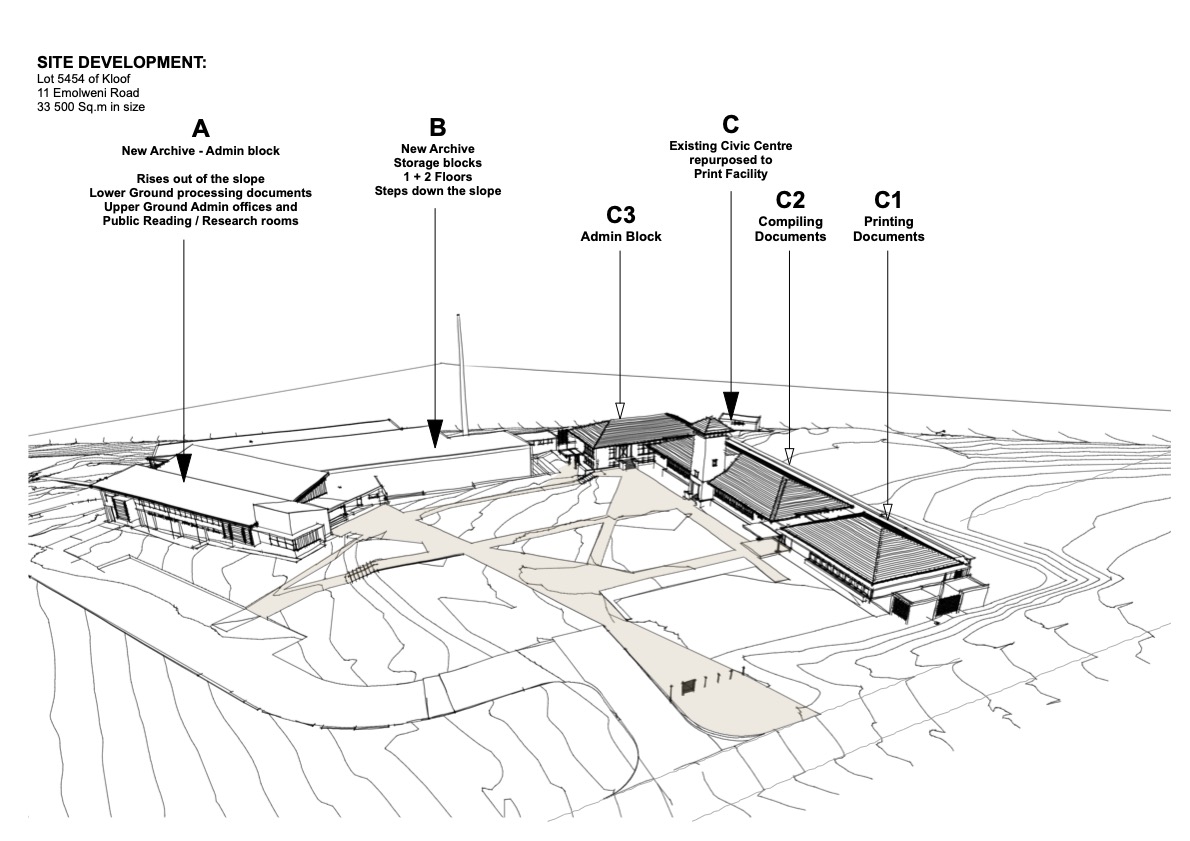 SITE DEVELOPMENT:
Lot 5454 of Kloof
11 Emolweni Road
33 500 Sq.m in size
A
New Archive - Admin block
Rises out of the slope
Lower Ground processing documents
Upper Ground Admin offices and
Public Reading / Research rooms
B
New Archive
Storage blocks
1 + 2 Floors
Steps down the slope
C
Existing Civic Centre
repurposed to
Print Facility
C3
Admin Block
C2
Compiling
Documents
C1
Printing
Documents